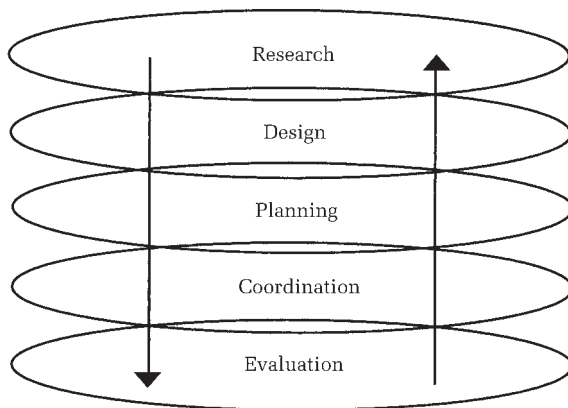 Research
Design
Planning
Coordination
Evaluation